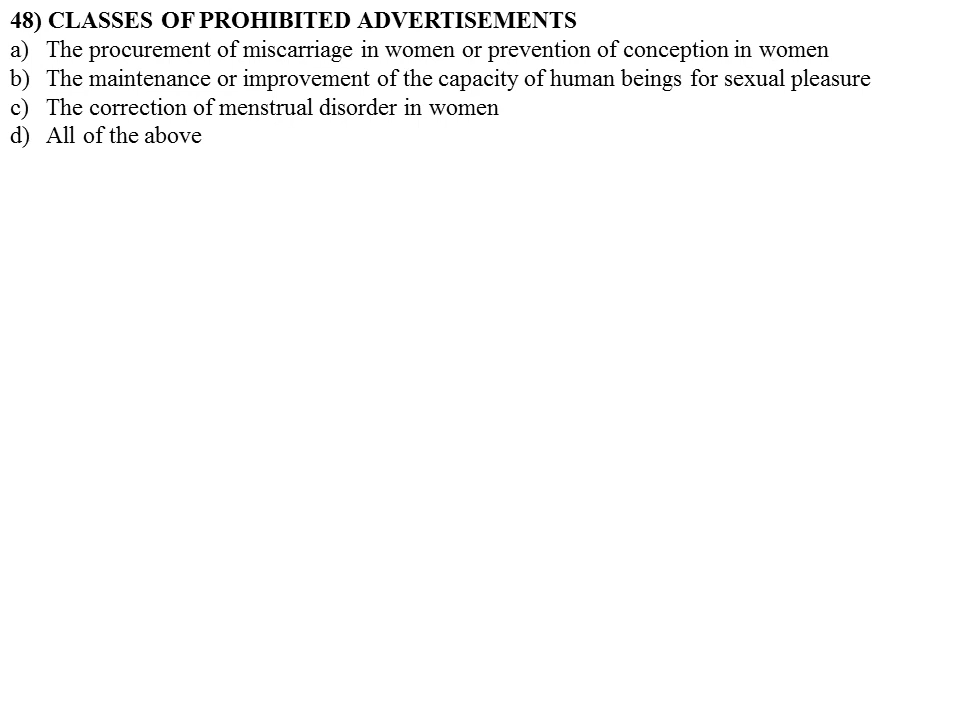 48) CLASSES OF PROHIBITED ADVERTISEMENTS
a) The procurement of miscarriage in women or prevention of conception in women
b) The maintenance or improvement of the capacity of human beings for sexual pleasure
c) The correction of menstrual disorder in women
d) All of the above